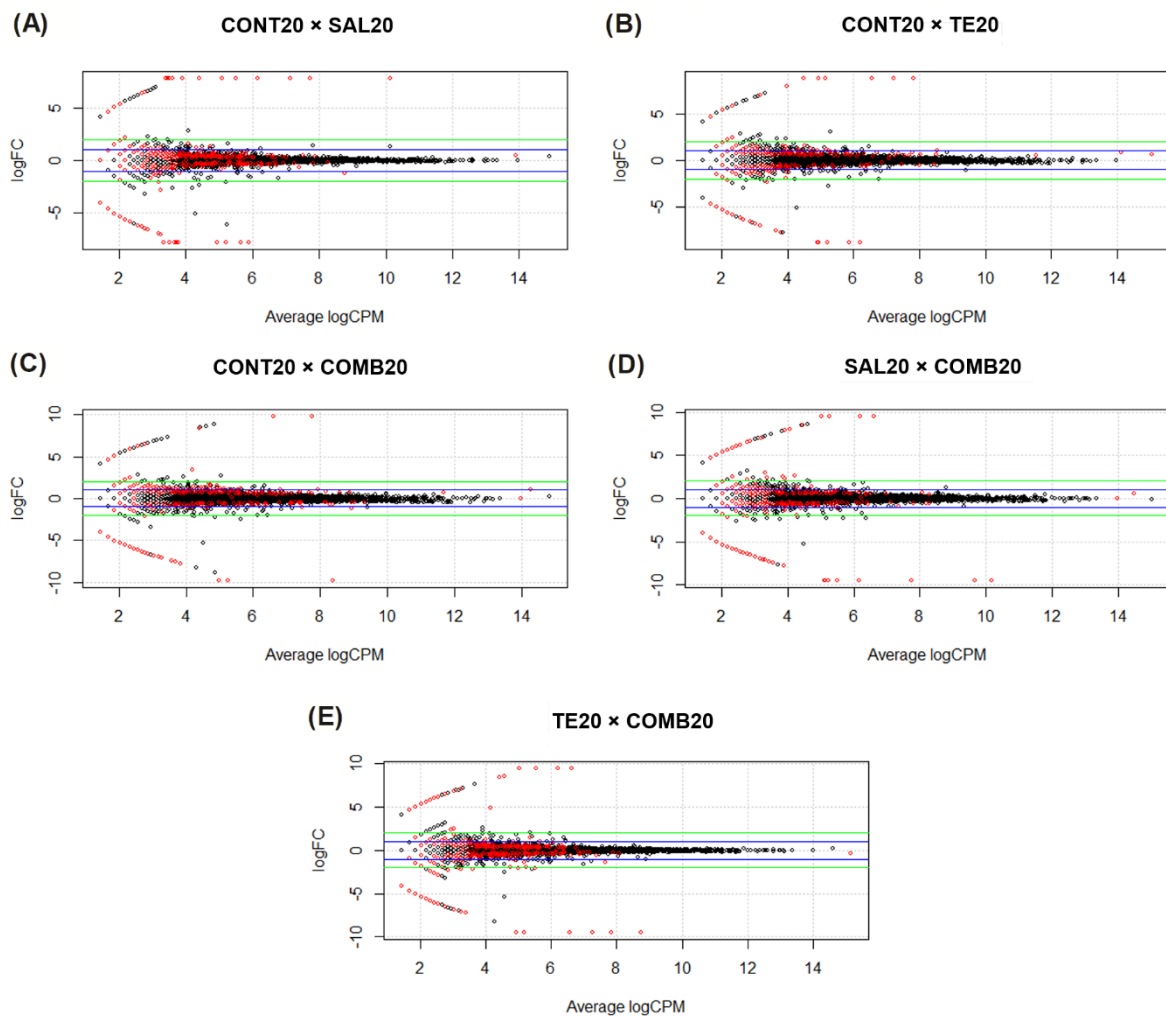 (A) CONT20 × SAL20
logFC
5
0
-5
2 4 6 8 10 12 14
Average logCPM
(B) CONT20 × TE20
logFC
5
0
-5
2 4 6 8 10 12 14
Average logCPM
(C) CONT20 × COMB20
logFC
10
5
0
-5
-10
2 4 6 8 10 12 14
Average logCPM
(D) SAL20 × COMB20
logFC
10
5
0
-5
-10
2 4 6 8 10 12 14
Average logCPM
(E) TE20 × COMB20
logFC
10
5
0
-5
-10
2 4 6 8 10 12 14
Average logCPM